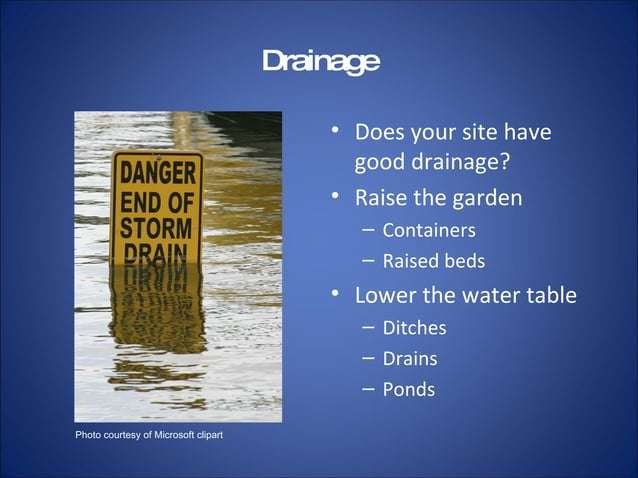 Drainage
DANGER
END OF
STORM
DRAIN
• Does your site have
good drainage?
• Raise the garden
– Containers
– Raised beds
• Lower the water table
– Ditches
– Drains
– Ponds
Photo courtesy of Microsoft clipart